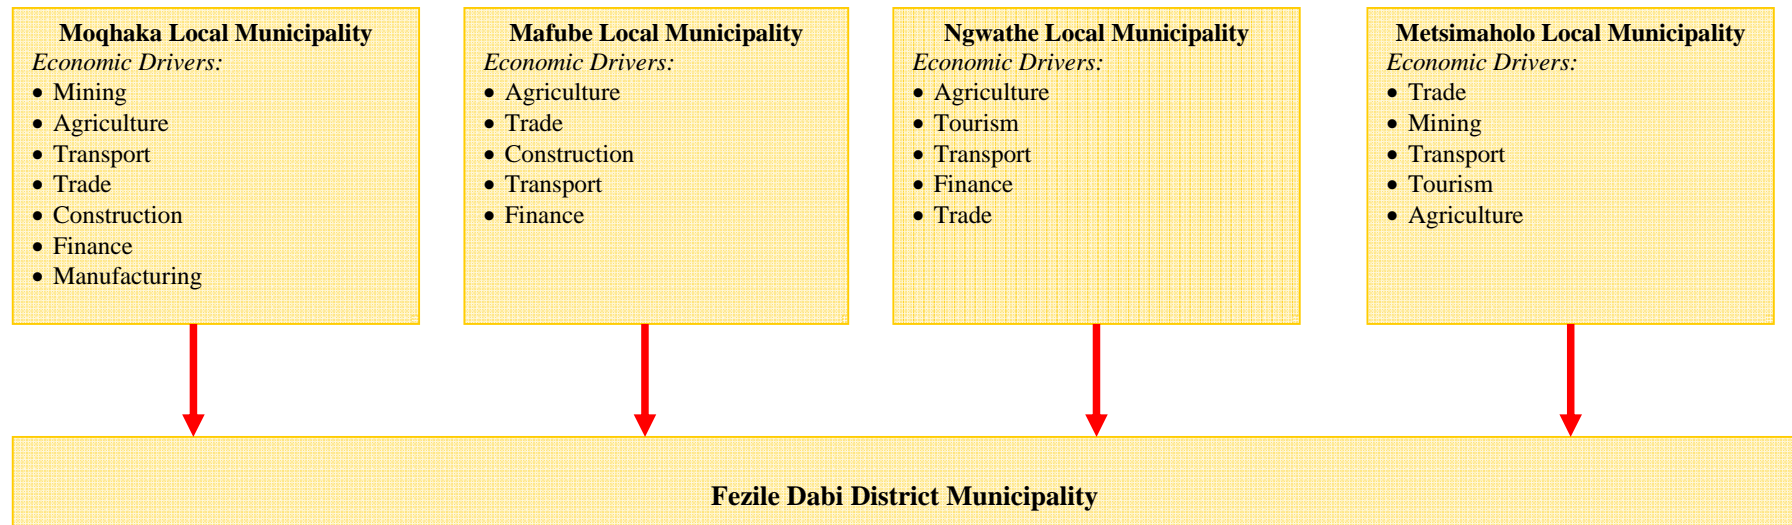 Moqhaka Local Municipality
Economic Drivers:
• Mining
• Agriculture
• Transport
• Trade
• Construction
• Finance
• Manufacturing
Mafube Local Municipality
Economic Drivers:
• Agriculture
• Trade
• Construction
• Transport
• Finance
Ngwathe Local Municipality
Economic Drivers:
• Agriculture
• Tourism
• Transport
• Finance
• Trade
Metsimaholo Local Municipality
Economic Drivers:
• Trade
• Mining
• Transport
• Tourism
• Agriculture
Fezile Dabi District Municipality